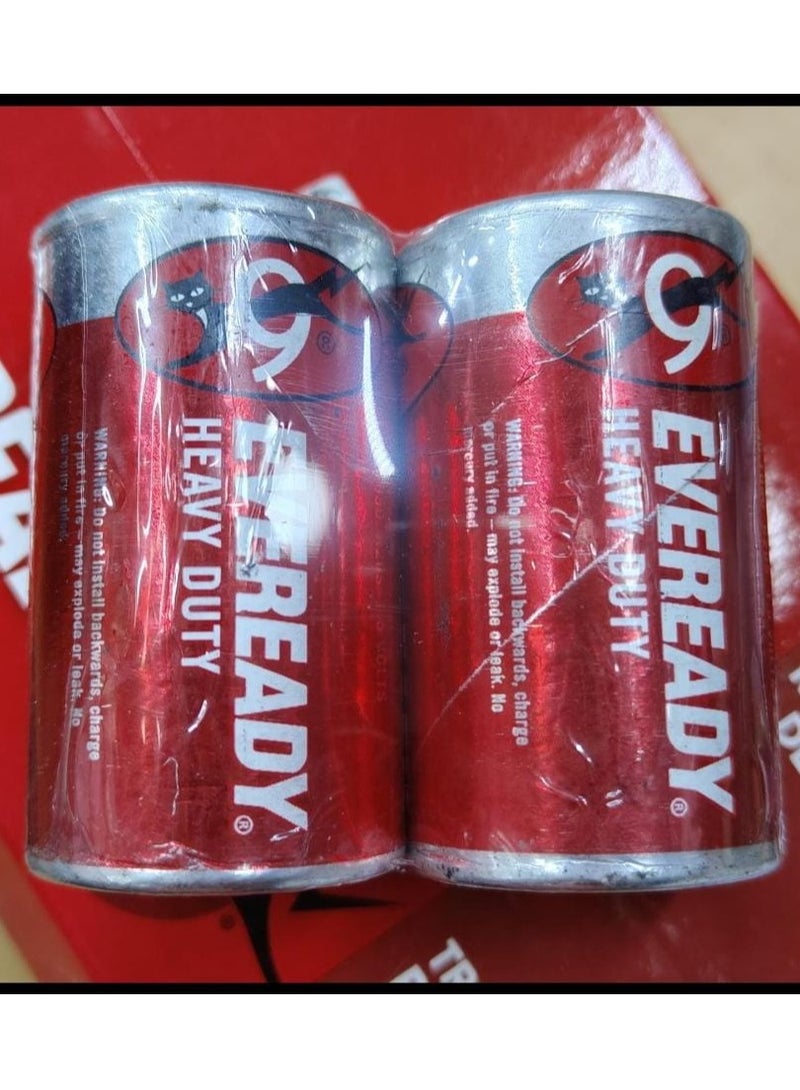 9
®
EVEREADY®
HEAVY DUTY
WARNING: Do not install backwards, charge
or put in fire – may explode or leak. No
mercury added.
9
EVEREADY®
HEAVY DUTY
WARNING: Do not install backwards, charge
or put in fire – may explode or leak. No
mercury added.
®